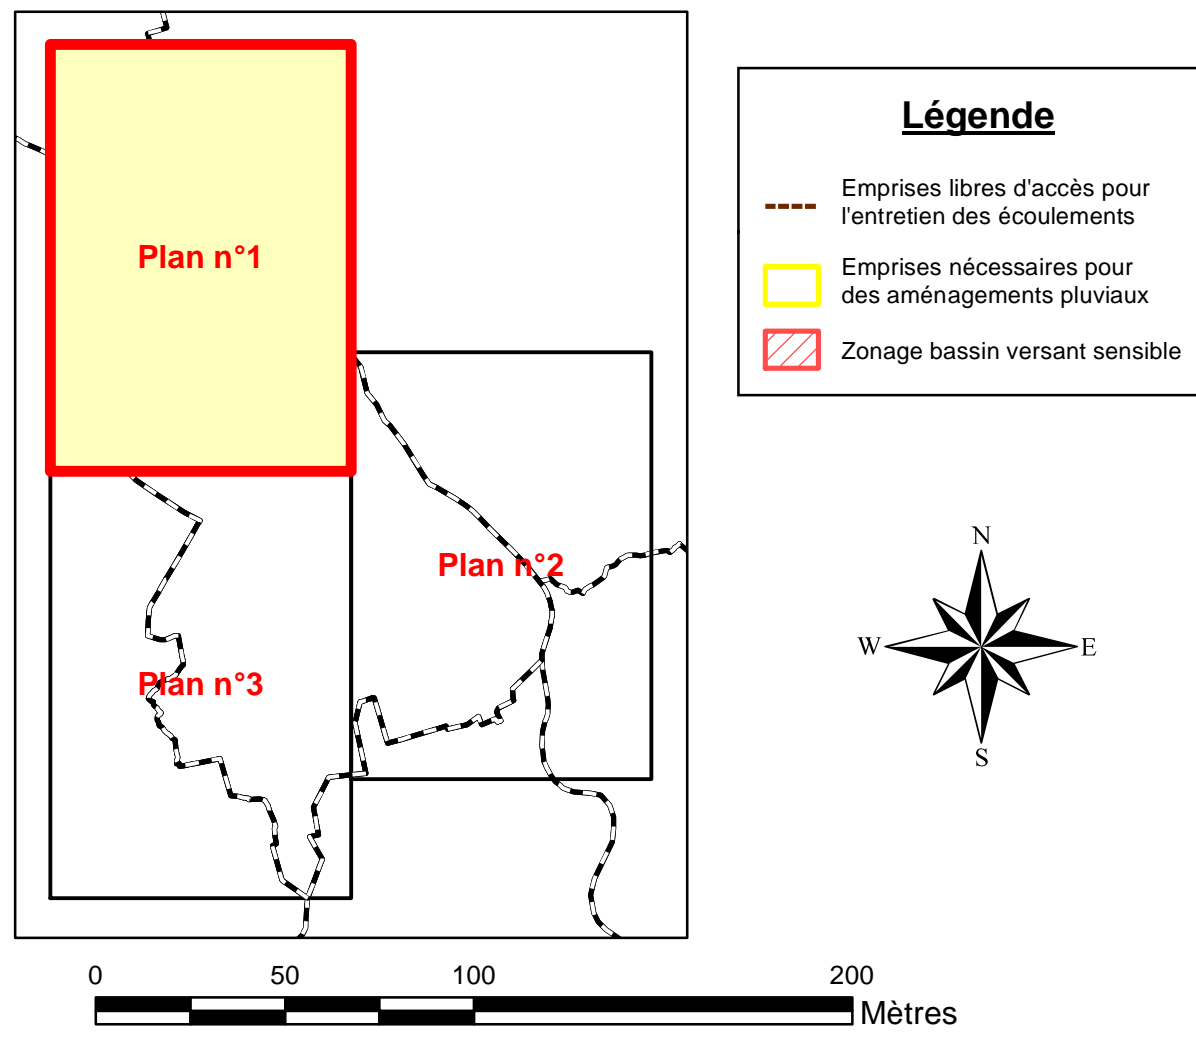 Plan n°1
Plan n°2
Plan n°3
Légende
Emprises libres d'accès pour
l'entretien des écoulements
Emprises nécessaires pour
des aménagements pluviaux
Zonage bassin versant sensible
N
W
E
S
0 50 100 200
Mètres